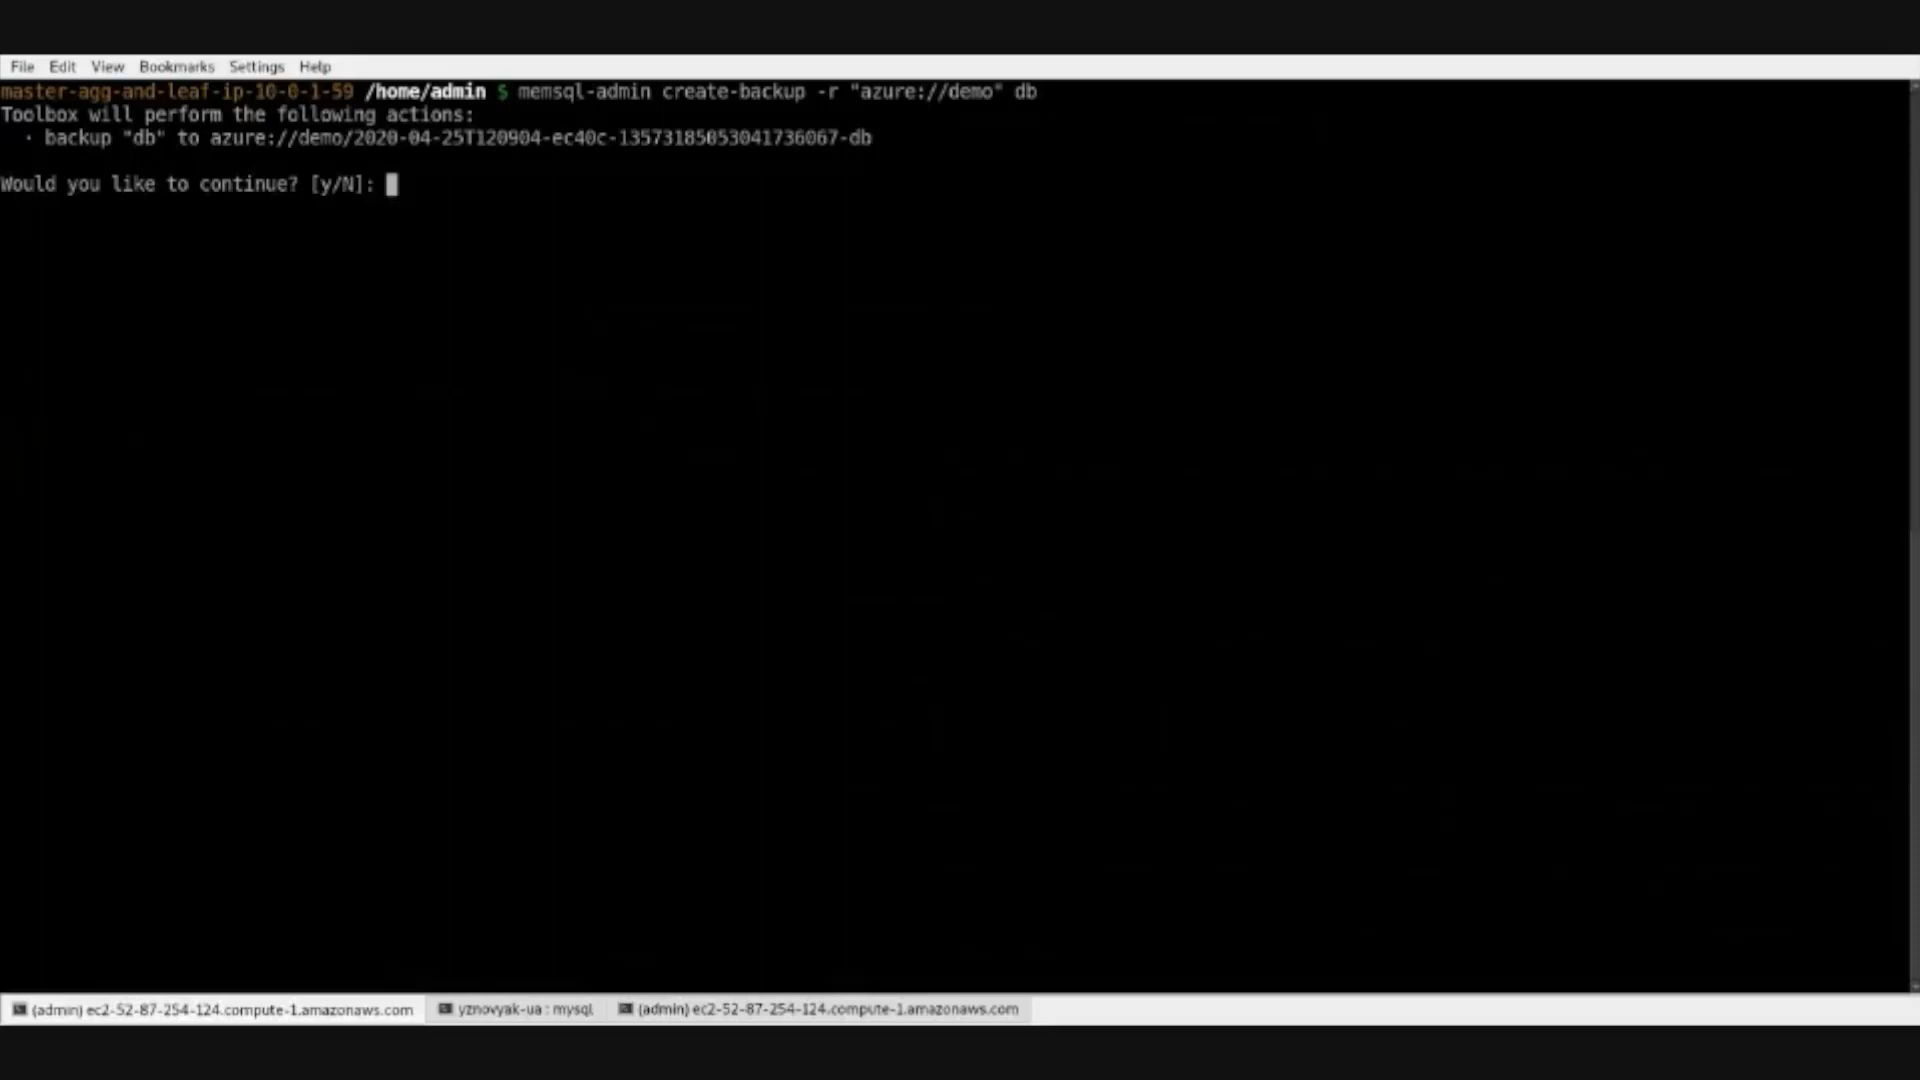 File Edit View Bookmarks Settings Help
master-agg-and-leaf-ip-10-0-1-59 /home/admin $ memsql-admin create-backup -r "azure://demo" db
Toolbox will perform the following actions:
· backup "db" to azure://demo/2020-04-25T120904-ec40c-13573185053041736067-db
Would you like to continue? [y/N]:
(admin) ec2-52-87-254-124.compute-1.amazonaws.com yznovyak-ua : mysql (admin) ec2-52-87-254-124.compute-1.amazonaws.com